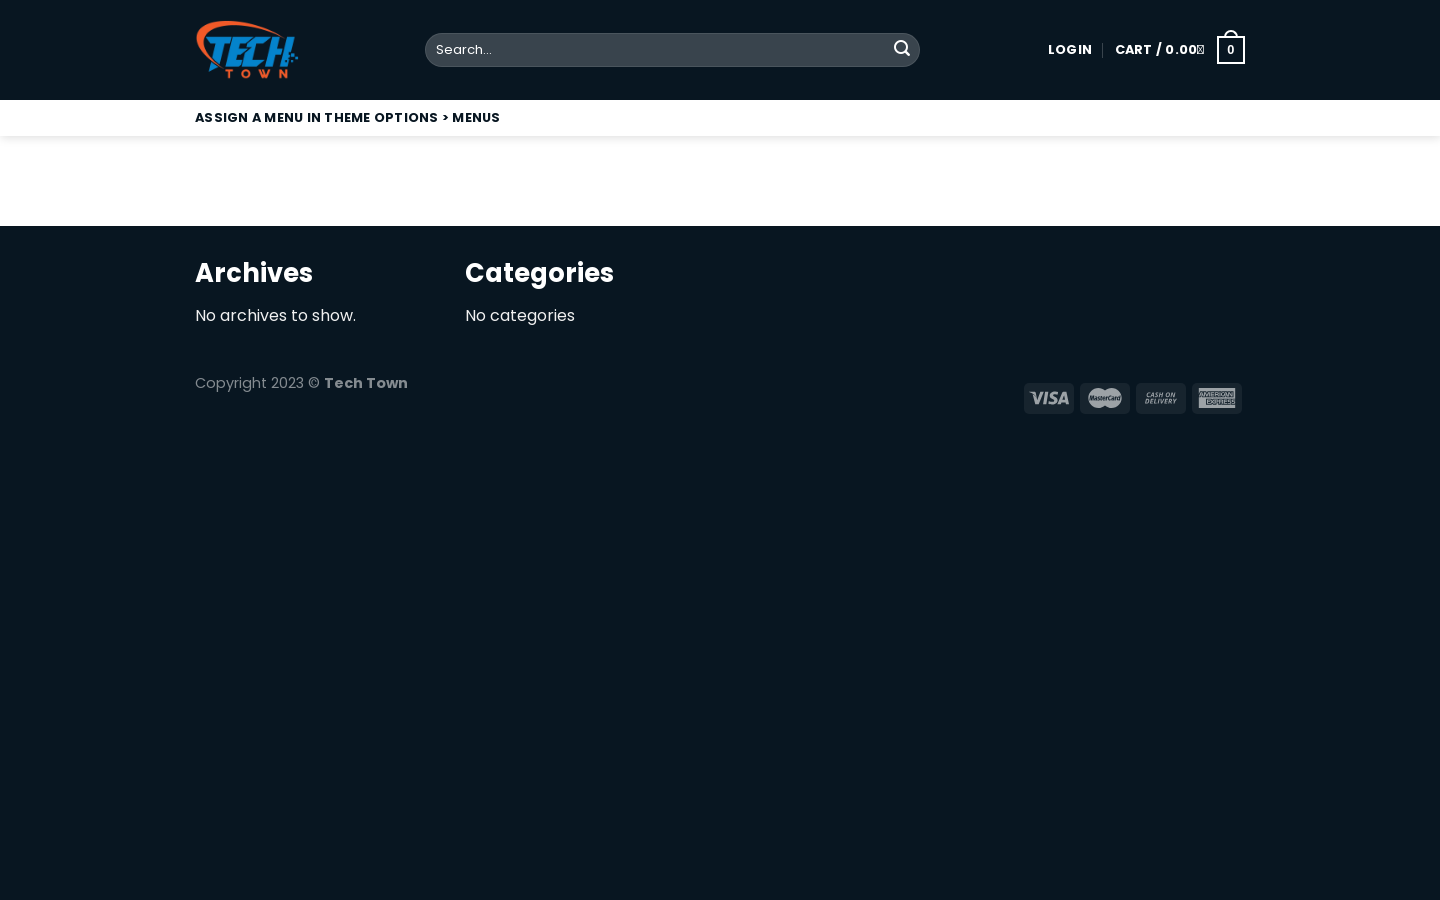 TECH
TOWN
Search...
LOGIN
CART / 0.00
0
ASSIGN A MENU IN THEME OPTIONS > MENUS
Archives
Categories
No archives to show.
No categories
Copyright 2023 © Tech Town
VISA
MasterCard
CASH ON
DELIVERY
AMERICAN
EXPRESS